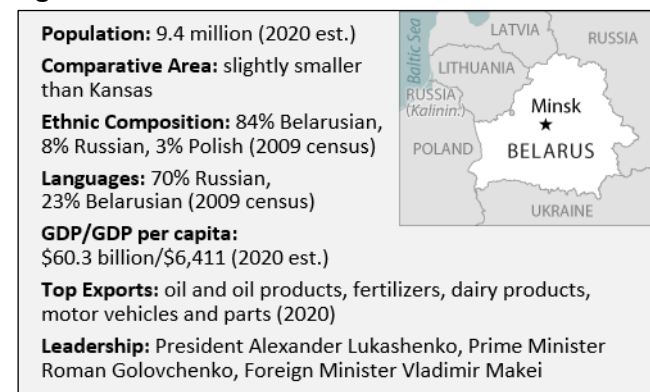 Population: 9.4 million (2020 est.)
Comparative Area: slightly smaller
than Kansas
Ethnic Composition: 84% Belarusian,
8% Russian, 3% Polish (2009 census)
Languages: 70% Russian,
23% Belarusian (2009 census)
GDP/GDP per capita:
$60.3 billion/$6,411 (2020 est.)
Top Exports: oil and oil products, fertilizers, dairy products,
motor vehicles and parts (2020)
Leadership: President Alexander Lukashenko, Prime Minister
Roman Golovchenko, Foreign Minister Vladimir Makei
Baltic Sea
LATVIA
RUSSIA
LITHUANIA
RUSSIA
(Kalinin.)
Minsk
POLAND
BELARUS
UKRAINE